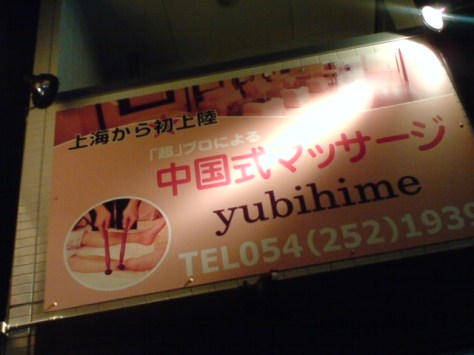 上海から初上陸
「超」プロによる
中国式マッサージ
yubihime
TEL054(252)1939